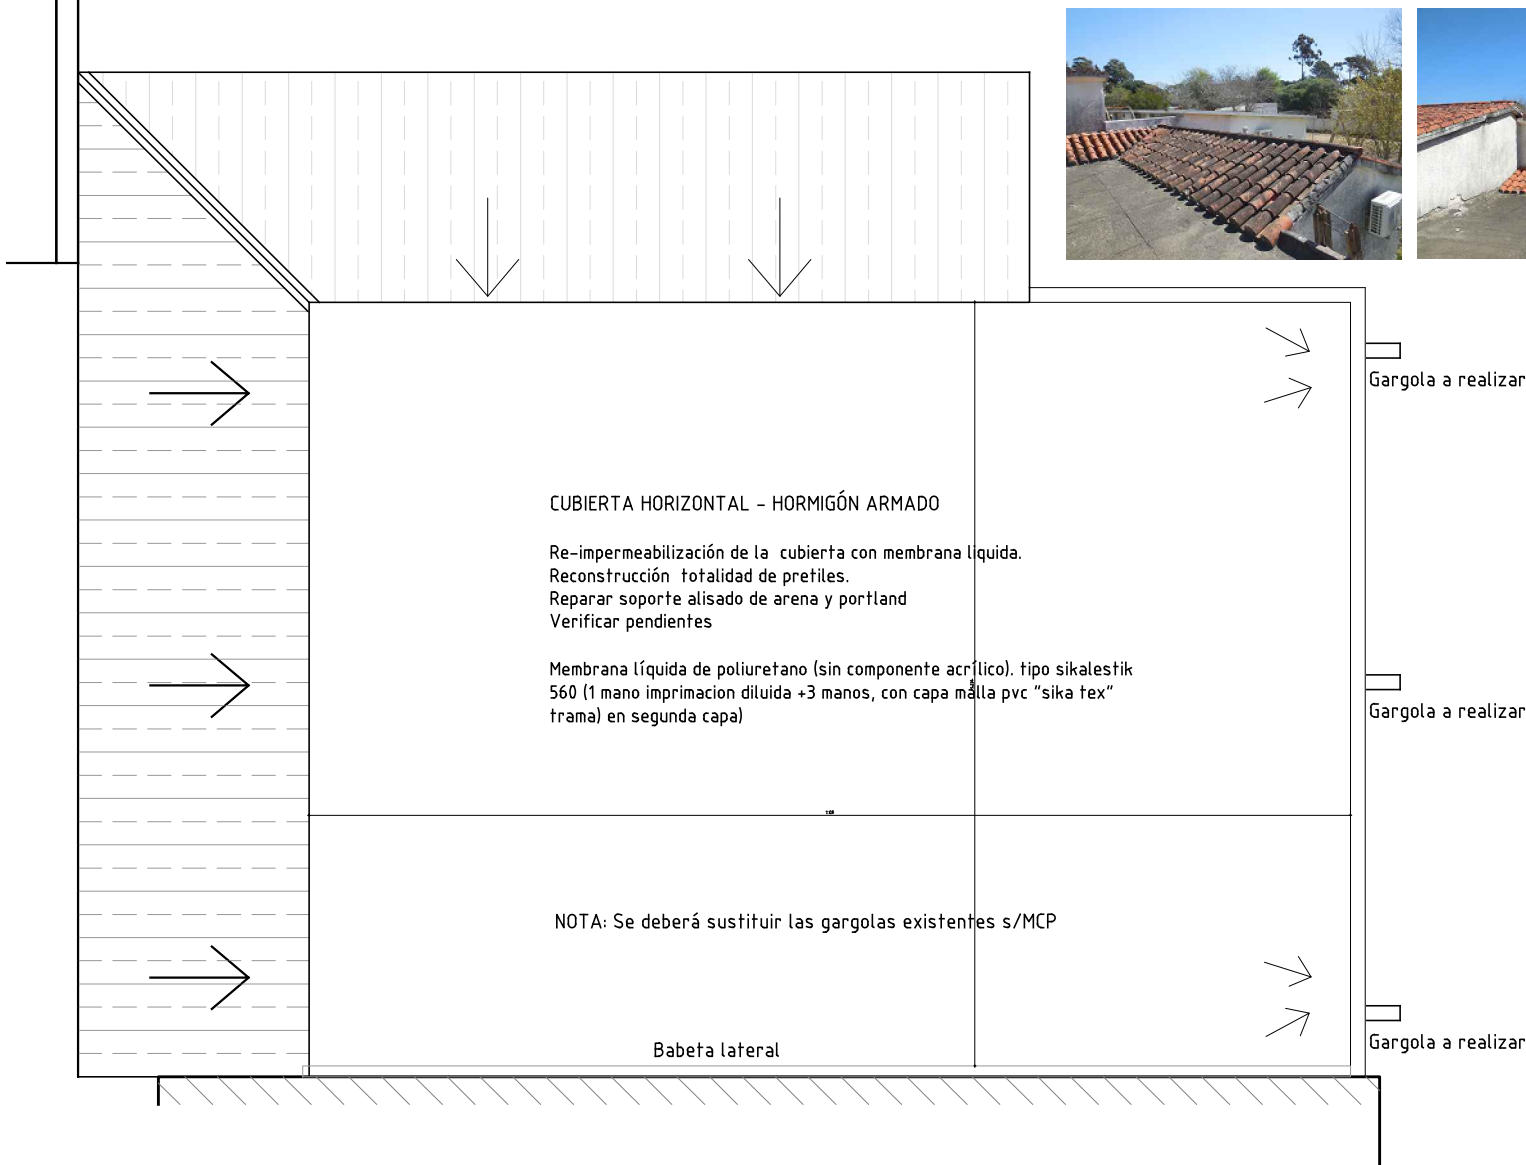 Gargola a realizar
CUBIERTA HORIZONTAL - HORMIGÓN ARMADO
Re-impermeabilización de la cubierta con membrana liquida.
Reconstrucción totalidad de pretiles.
Reparar soporte alisado de arena y portland
Verificar pendientes
Membrana líquida de poliuretano (sin componente acrílico). tipo sikalestik
560 (1 mano imprimacion diluida +3 manos, con capa malla pvc "sika tex"
trama) en segunda capa)
Gargola a realizar
NOTA: Se deberá sustituir las gargolas existentes s/MCP
Gargola a realizar
Babeta lateral